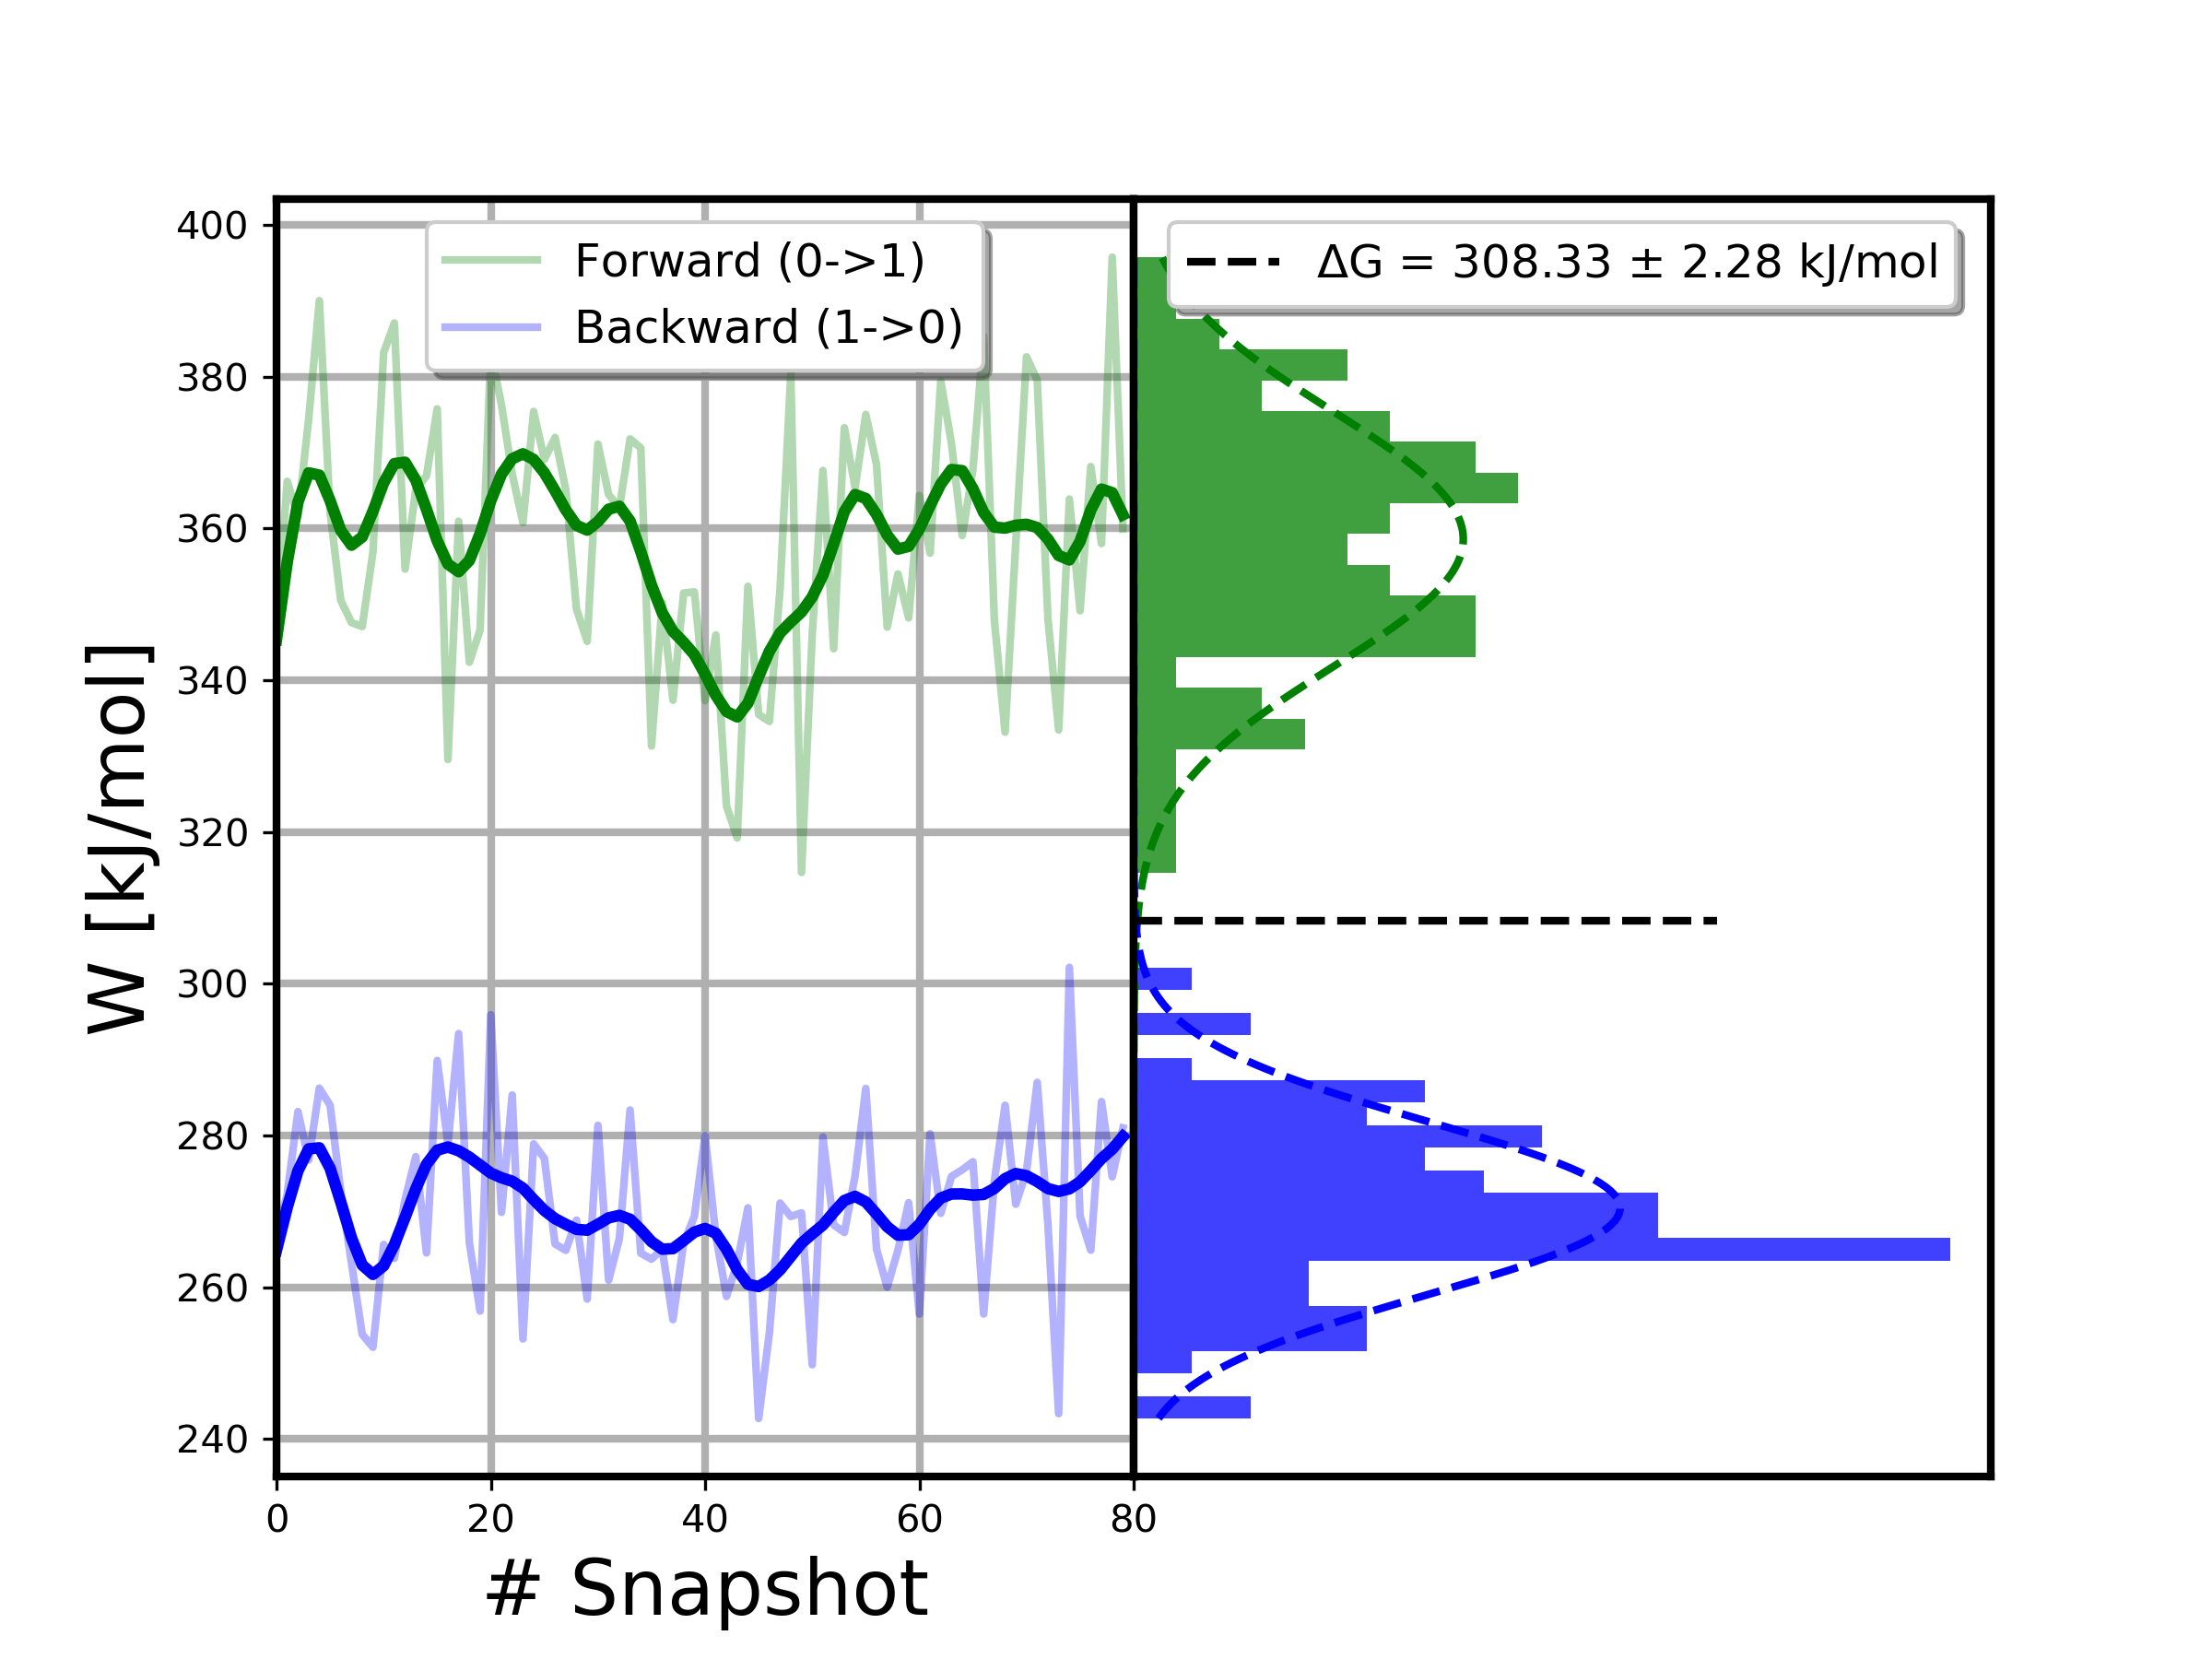 Forward (0->1)
Backward (1->0)
ΔG = 308.33 ± 2.28 kJ/mol
W [kJ/mol]
400
380
360
340
320
300
280
260
240
0 20 40 60 80
# Snapshot